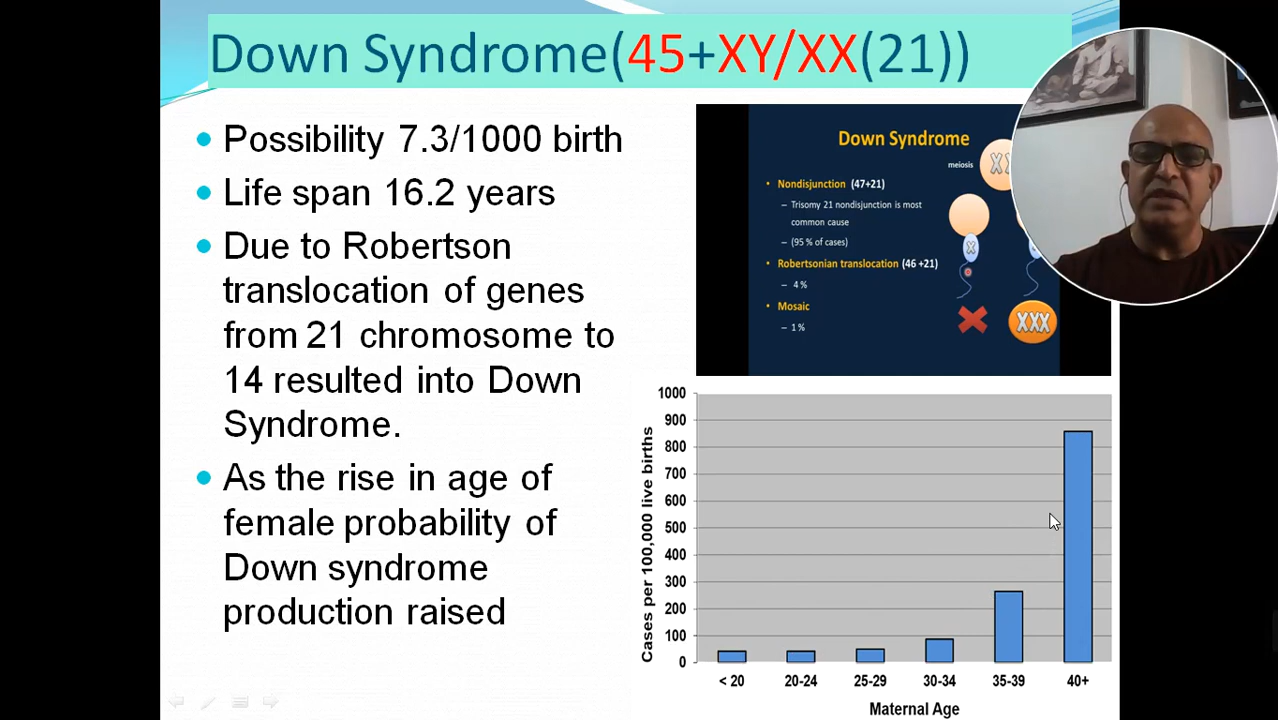 Down Syndrome(45+XY/XX(21))
Possibility 7.3/1000 birth
Life span 16.2 years
Due to Robertson
translocation of genes
from 21 chromosome to
14 resulted into Down
Syndrome.
As the rise in age of
female probability of
Down syndrome
production raised
Down Syndrome
meiosis
Nondisjunction (47+21)
– Trisomy 21 nondisjunction is most
common cause
– (95 % of cases)
Robertsonian translocation (46 +21)
– 4 %
Mosaic
– 1 %
XXX
Cases per 100,000 live births
1000
900
800
700
600
500
400
300
200
100
0
< 20 20-24 25-29 30-34 35-39 40+
Maternal Age